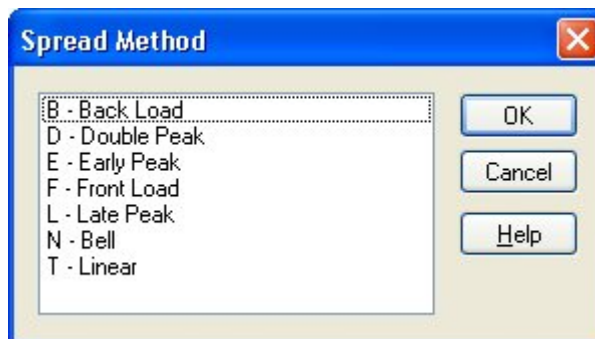 Spread Method
B - Back Load
D - Double Peak
E - Early Peak
F - Front Load
L - Late Peak
N - Bell
T - Linear
OK
Cancel
Help